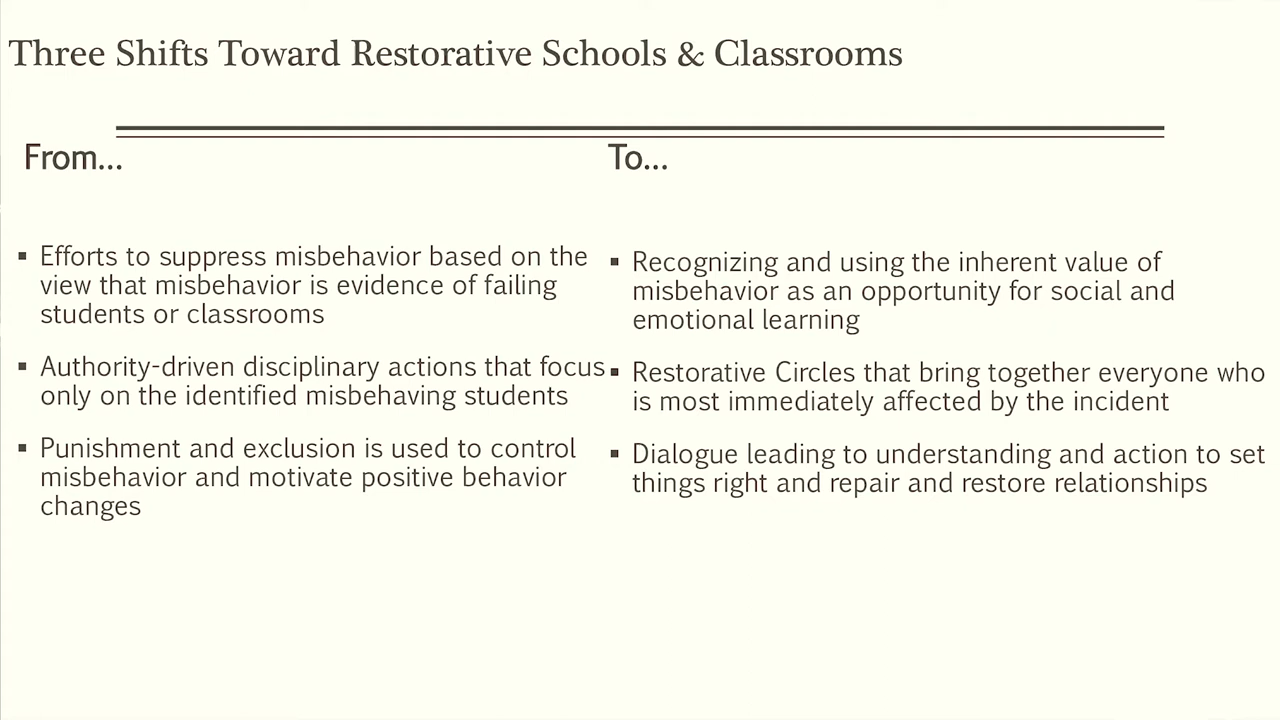 Three Shifts Toward Restorative Schools & Classrooms
From...
▪ Efforts to suppress misbehavior based on the
view that misbehavior is evidence of failing
students or classrooms
▪ Authority-driven disciplinary actions that focus
only on the identified misbehaving students
▪ Punishment and exclusion is used to control
misbehavior and motivate positive behavior
changes
To...
▪ Recognizing and using the inherent value of
misbehavior as an opportunity for social and
emotional learning
▪ Restorative Circles that bring together everyone who
is most immediately affected by the incident
▪ Dialogue leading to understanding and action to set
things right and repair and restore relationships